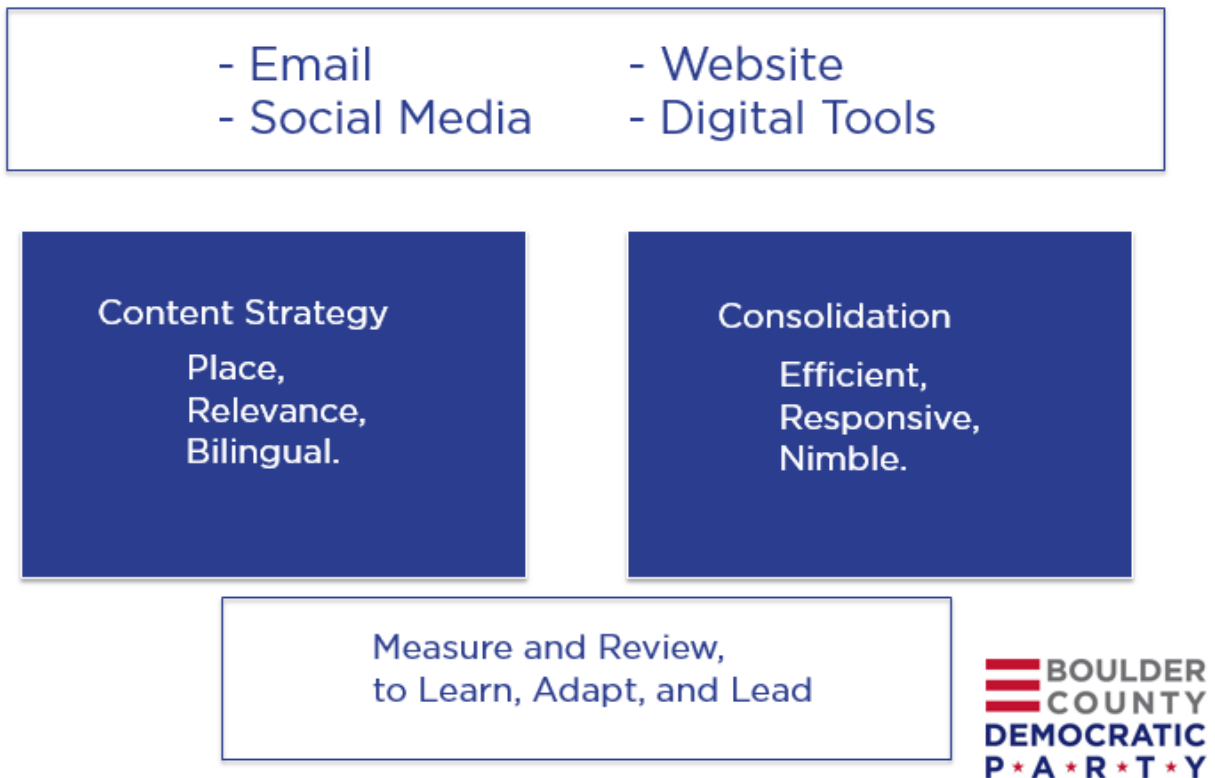 - Email
- Social Media
- Website
- Digital Tools
Content Strategy
Place,
Relevance,
Bilingual.
Consolidation
Efficient,
Responsive,
Nimble.
Measure and Review,
to Learn, Adapt, and Lead
BOULDER
COUNTY
DEMOCRATIC
P★A★R★T★Y